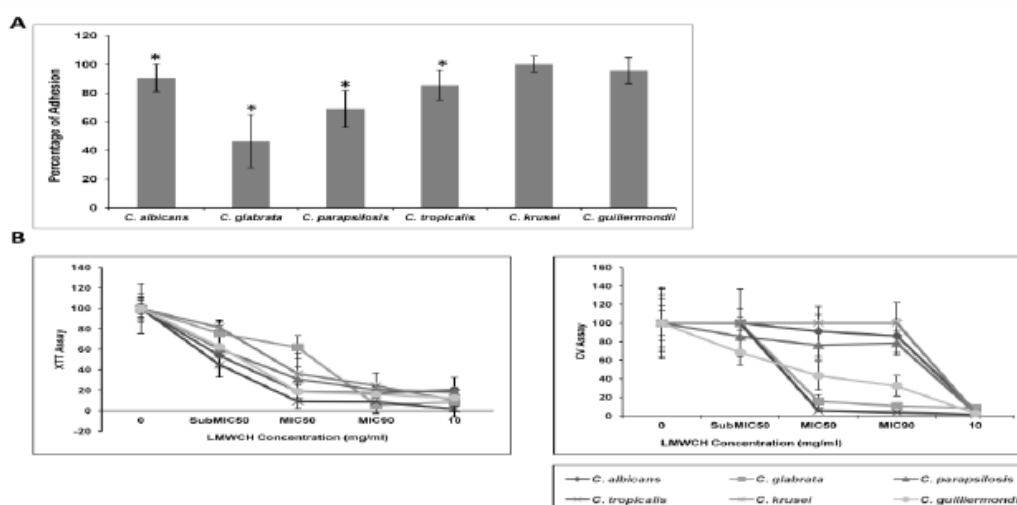 A
Percentage of Adhesion
120
100
80
60
40
20
0
* * * *
C. albicans C. glabrata C. parapsilosis C. tropicalis C. krusei C. guilliermondii
B
XTT Assay
140
120
100
80
60
40
20
0
-20
0 SubMIC50 MIC50 MIC90 10
LMWCH Concentration (mg/ml)
CV Assay
160
140
120
100
80
60
40
20
0
0 SubMIC50 MIC50 MIC90 10
LMWCH Concentration (mg/ml)
C. albicans C. glabrata C. parapsilosis
C. tropicalis C. krusei C. guilliermondii